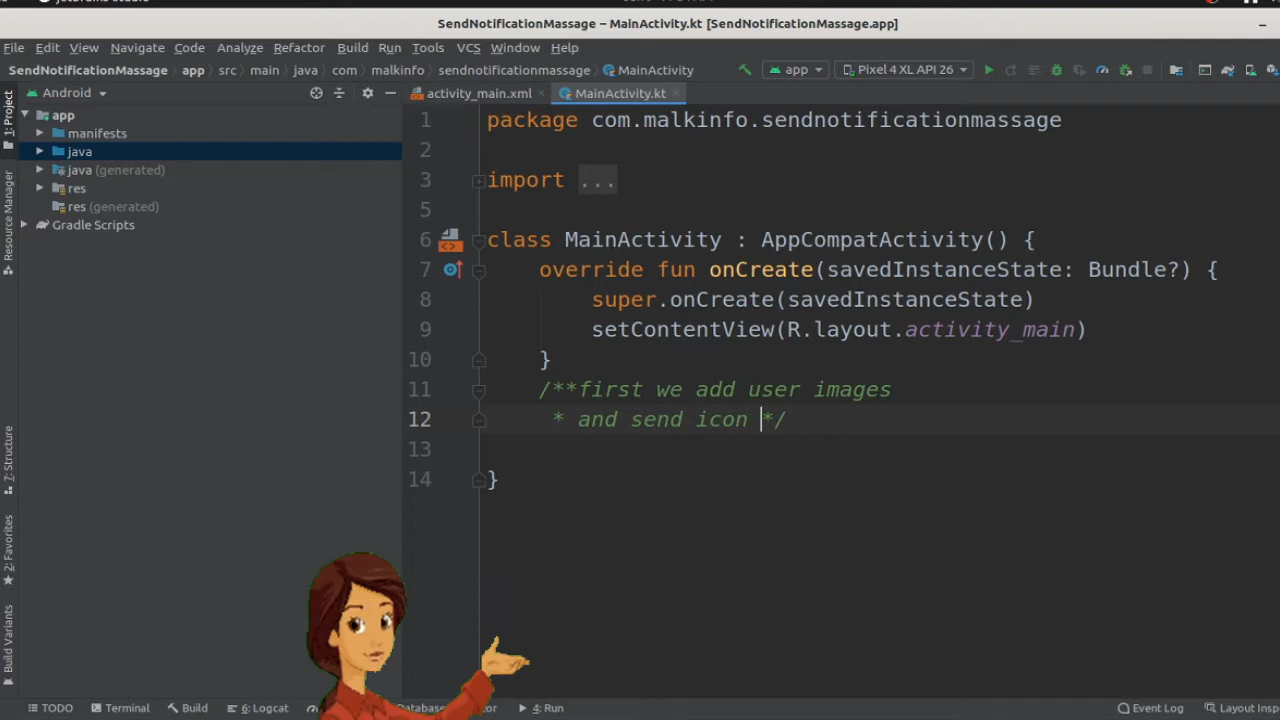 SendNotificationMassage – MainActivity.kt [SendNotificationMassage.app]
File Edit View Navigate Code Analyze Refactor Build Run Tools VCS Window Help
SendNotificationMassage app src main java com malkinfo sendnotificationmassage MainActivity app Pixel 4 XL API 26
Android activity_main.xml MainActivity.kt
1: Project
Resource Manager
7: Structure
2: Favorites
Build Variants
app
manifests
java
java (generated)
res
res (generated)
Gradle Scripts
1 package com.malkinfo.sendnotificationmassage
2
3 import ...
5
6 class MainActivity : AppCompatActivity() {
7 override fun onCreate(savedInstanceState: Bundle?) {
8 super.onCreate(savedInstanceState)
9 setContentView(R.layout.activity_main)
10 }
11 /**first we add user images
12 * and send icon */
13
14 }
TODO Terminal Build 6: Logcat 4: Run Event Log Layout Insp